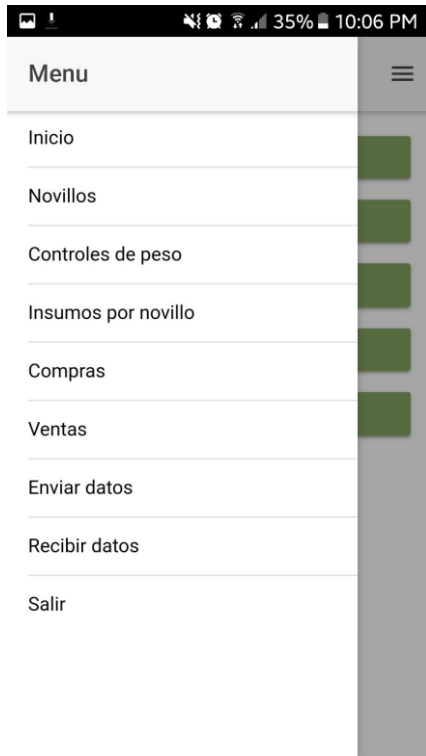 35% 10:06 PM
Menu
Inicio
Novillos
Controles de peso
Insumos por novillo
Compras
Ventas
Enviar datos
Recibir datos
Salir